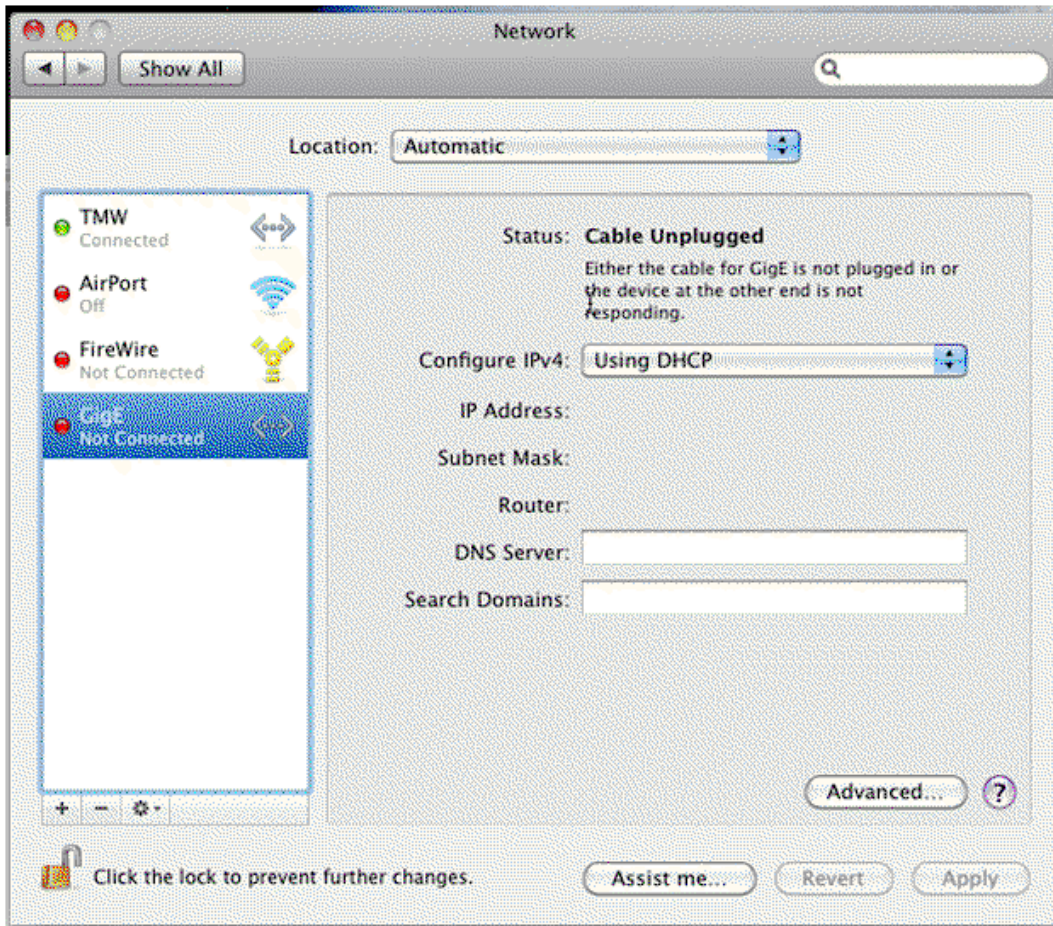 Network
Show All
Location: Automatic
TMW
Connected
AirPort
Off
FireWire
Not Connected
GigE
Not Connected
Status: Cable Unplugged
Either the cable for GigE is not plugged in or
the device at the other end is not
responding.
Configure IPv4: Using DHCP
IP Address:
Subnet Mask:
Router:
DNS Server:
Search Domains:
Advanced... ?
Click the lock to prevent further changes.
Assist me... Revert Apply